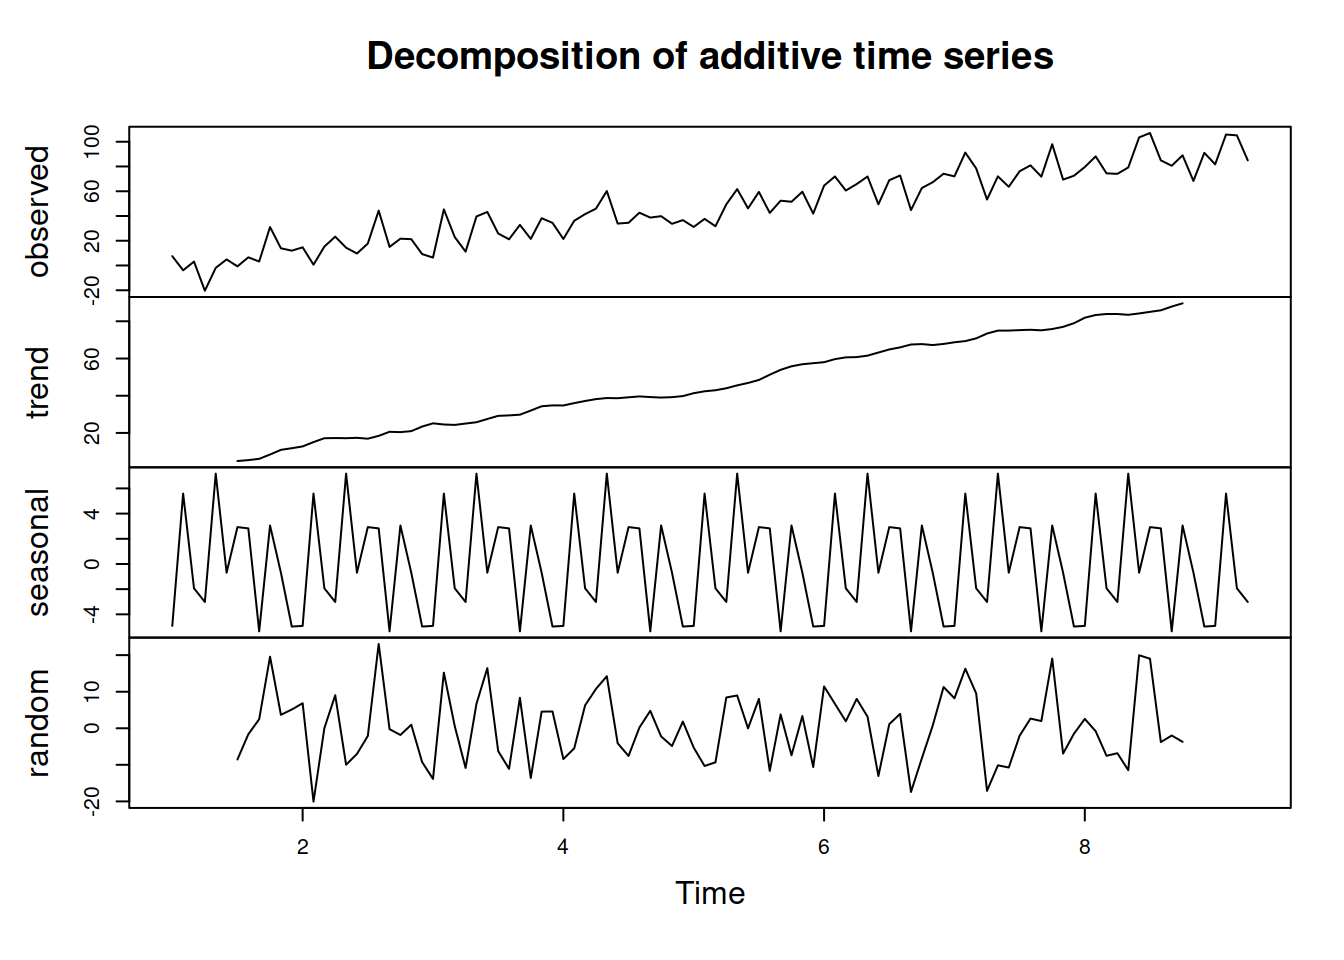 Decomposition of additive time series
observed
-20 20 60 100
trend
20 60
seasonal
-4 0 4
random
-20 0 10
2 4 6 8
Time